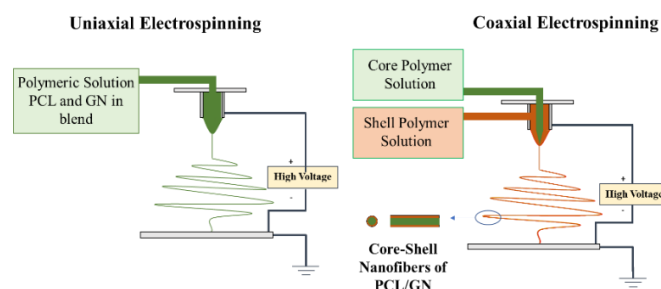 Uniaxial Electrospinning
Polymeric Solution
PCL and GN in
blend
+
High Voltage
-
Coaxial Electrospinning
Core Polymer
Solution
Shell Polymer
Solution
+
High Voltage
-
Core-Shell
Nanofibers of
PCL/GN